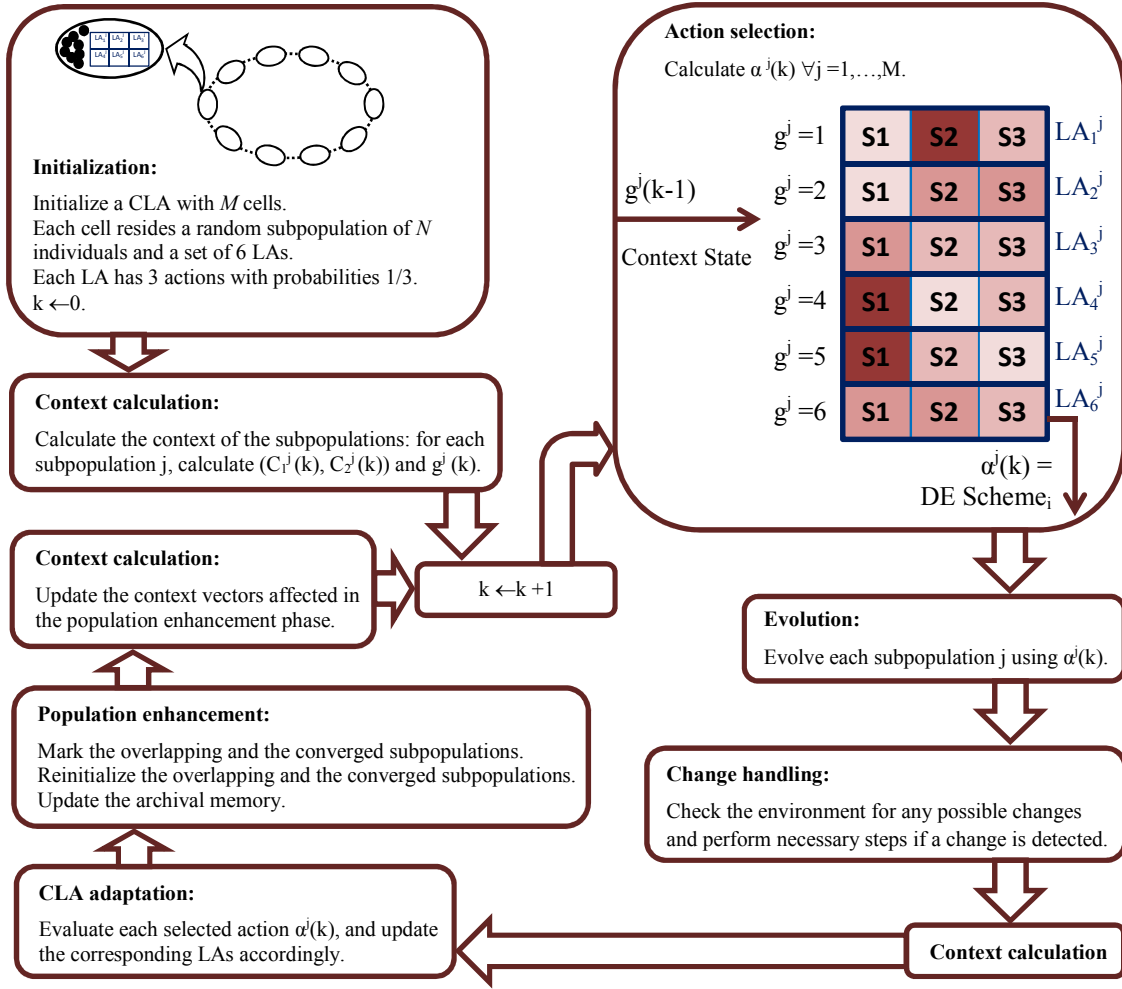 LA₁ʲ LA₂ʲ LA₃ʲ
LA₄ʲ LA₅ʲ
Initialization:
Initialize a CLA with M cells.
Each cell resides a random subpopulation of N
individuals and a set of 6 LAs.
Each LA has 3 actions with probabilities 1/3.
k ←0.
Context calculation:
Calculate the context of the subpopulations: for each
subpopulation j, calculate (C₁ʲ(k), C₂ʲ(k)) and gʲ (k).
Context calculation:
Update the context vectors affected in
the population enhancement phase.
k ←k +1
Population enhancement:
Mark the overlapping and the converged subpopulations.
Reinitialize the overlapping and the converged subpopulations.
Update the archival memory.
CLA adaptation:
Evaluate each selected action αʲ(k), and update
the corresponding LAs accordingly.
Action selection:
Calculate α ʲ(k) ∀j =1,…,M.
gʲ(k-1)
Context State
gʲ =1 S1 S2 S3 LA₁ʲ
gʲ =2 S1 S2 S3 LA₂ʲ
gʲ =3 S1 S2 S3 LA₃ʲ
gʲ =4 S1 S2 S3 LA₄ʲ
gʲ =5 S1 S2 S3 LA₅ʲ
gʲ =6 S1 S2 S3 LA₆ʲ
αʲ(k) =
DE Schemeᵢ
Evolution:
Evolve each subpopulation j using αʲ(k).
Change handling:
Check the environment for any possible changes
and perform necessary steps if a change is detected.
Context calculation